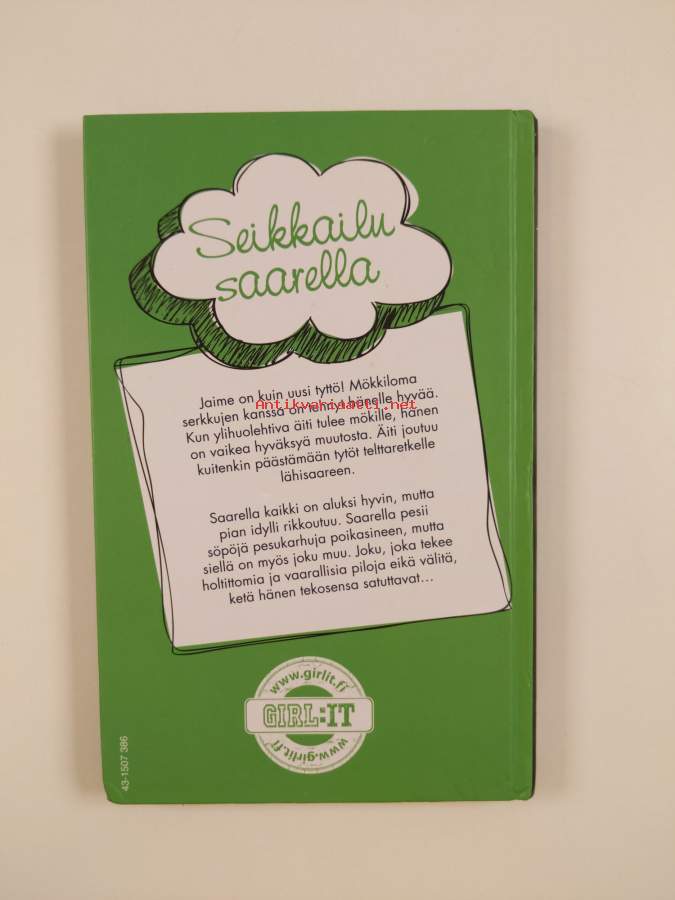 Seikkailu
saarella
Jaime on kuin uusi tyttö! Mökkiloma
serkkujen kanssa on tehnyt hänelle hyvää.
Antikvariaatti.net
Kun ylihuolehtiva äiti tulee mökille, hänen
on vaikea hyväksyä muutosta. Äiti joutuu
kuitenkin päästämään tytöt telttaretkelle
lähisaareen.
Saarella kaikki on aluksi hyvin, mutta
pian idylli rikkoutuu. Saarella pesii
söpöjä pesukarhuja poikasineen, mutta
siellä on myös joku muu. Joku, joka tekee
holtittomia ja vaarallisia piloja eikä välitä,
ketä hänen tekosensa satuttavat...
www.girlit.fi
GIRL:IT
www.girlit.fi
43-1507 386